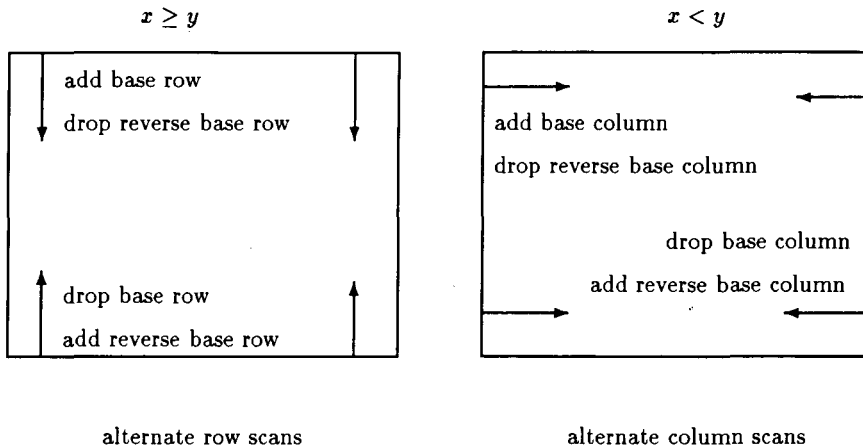 x ≥ y
add base row
drop reverse base row
drop base row
add reverse base row
alternate row scans
x < y
add base column
drop reverse base column
drop base column
add reverse base column
alternate column scans